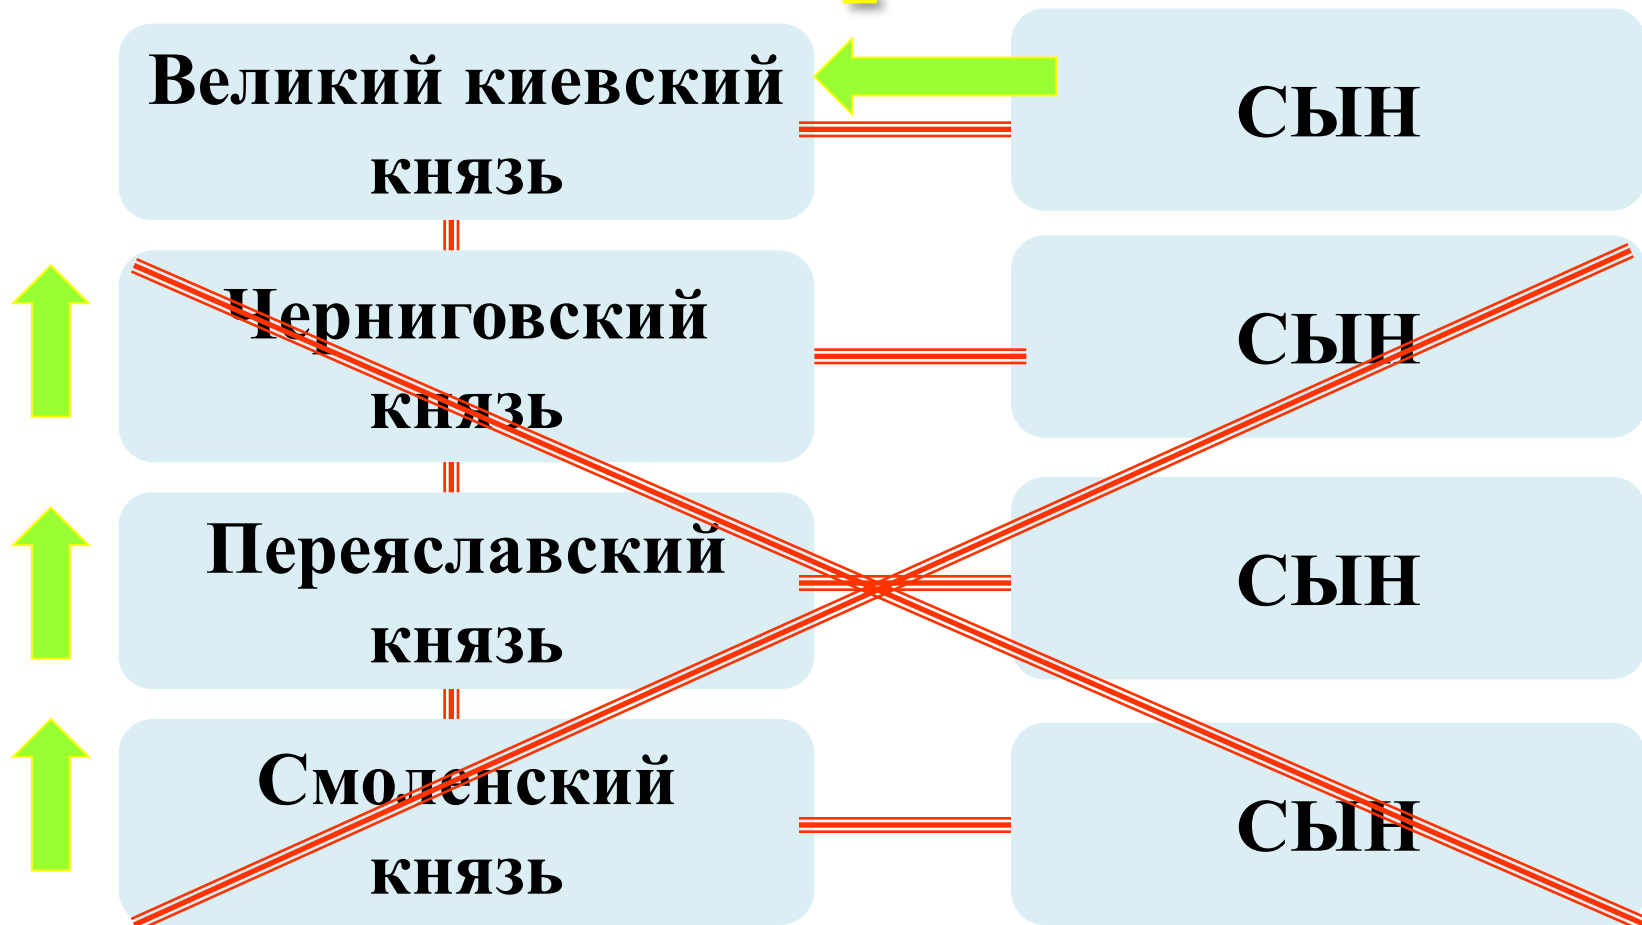 Великий киевский
князь
СЫН
Черниговский
князь
СЫН
Переяславский
князь
СЫН
Смоленский
князь
СЫН